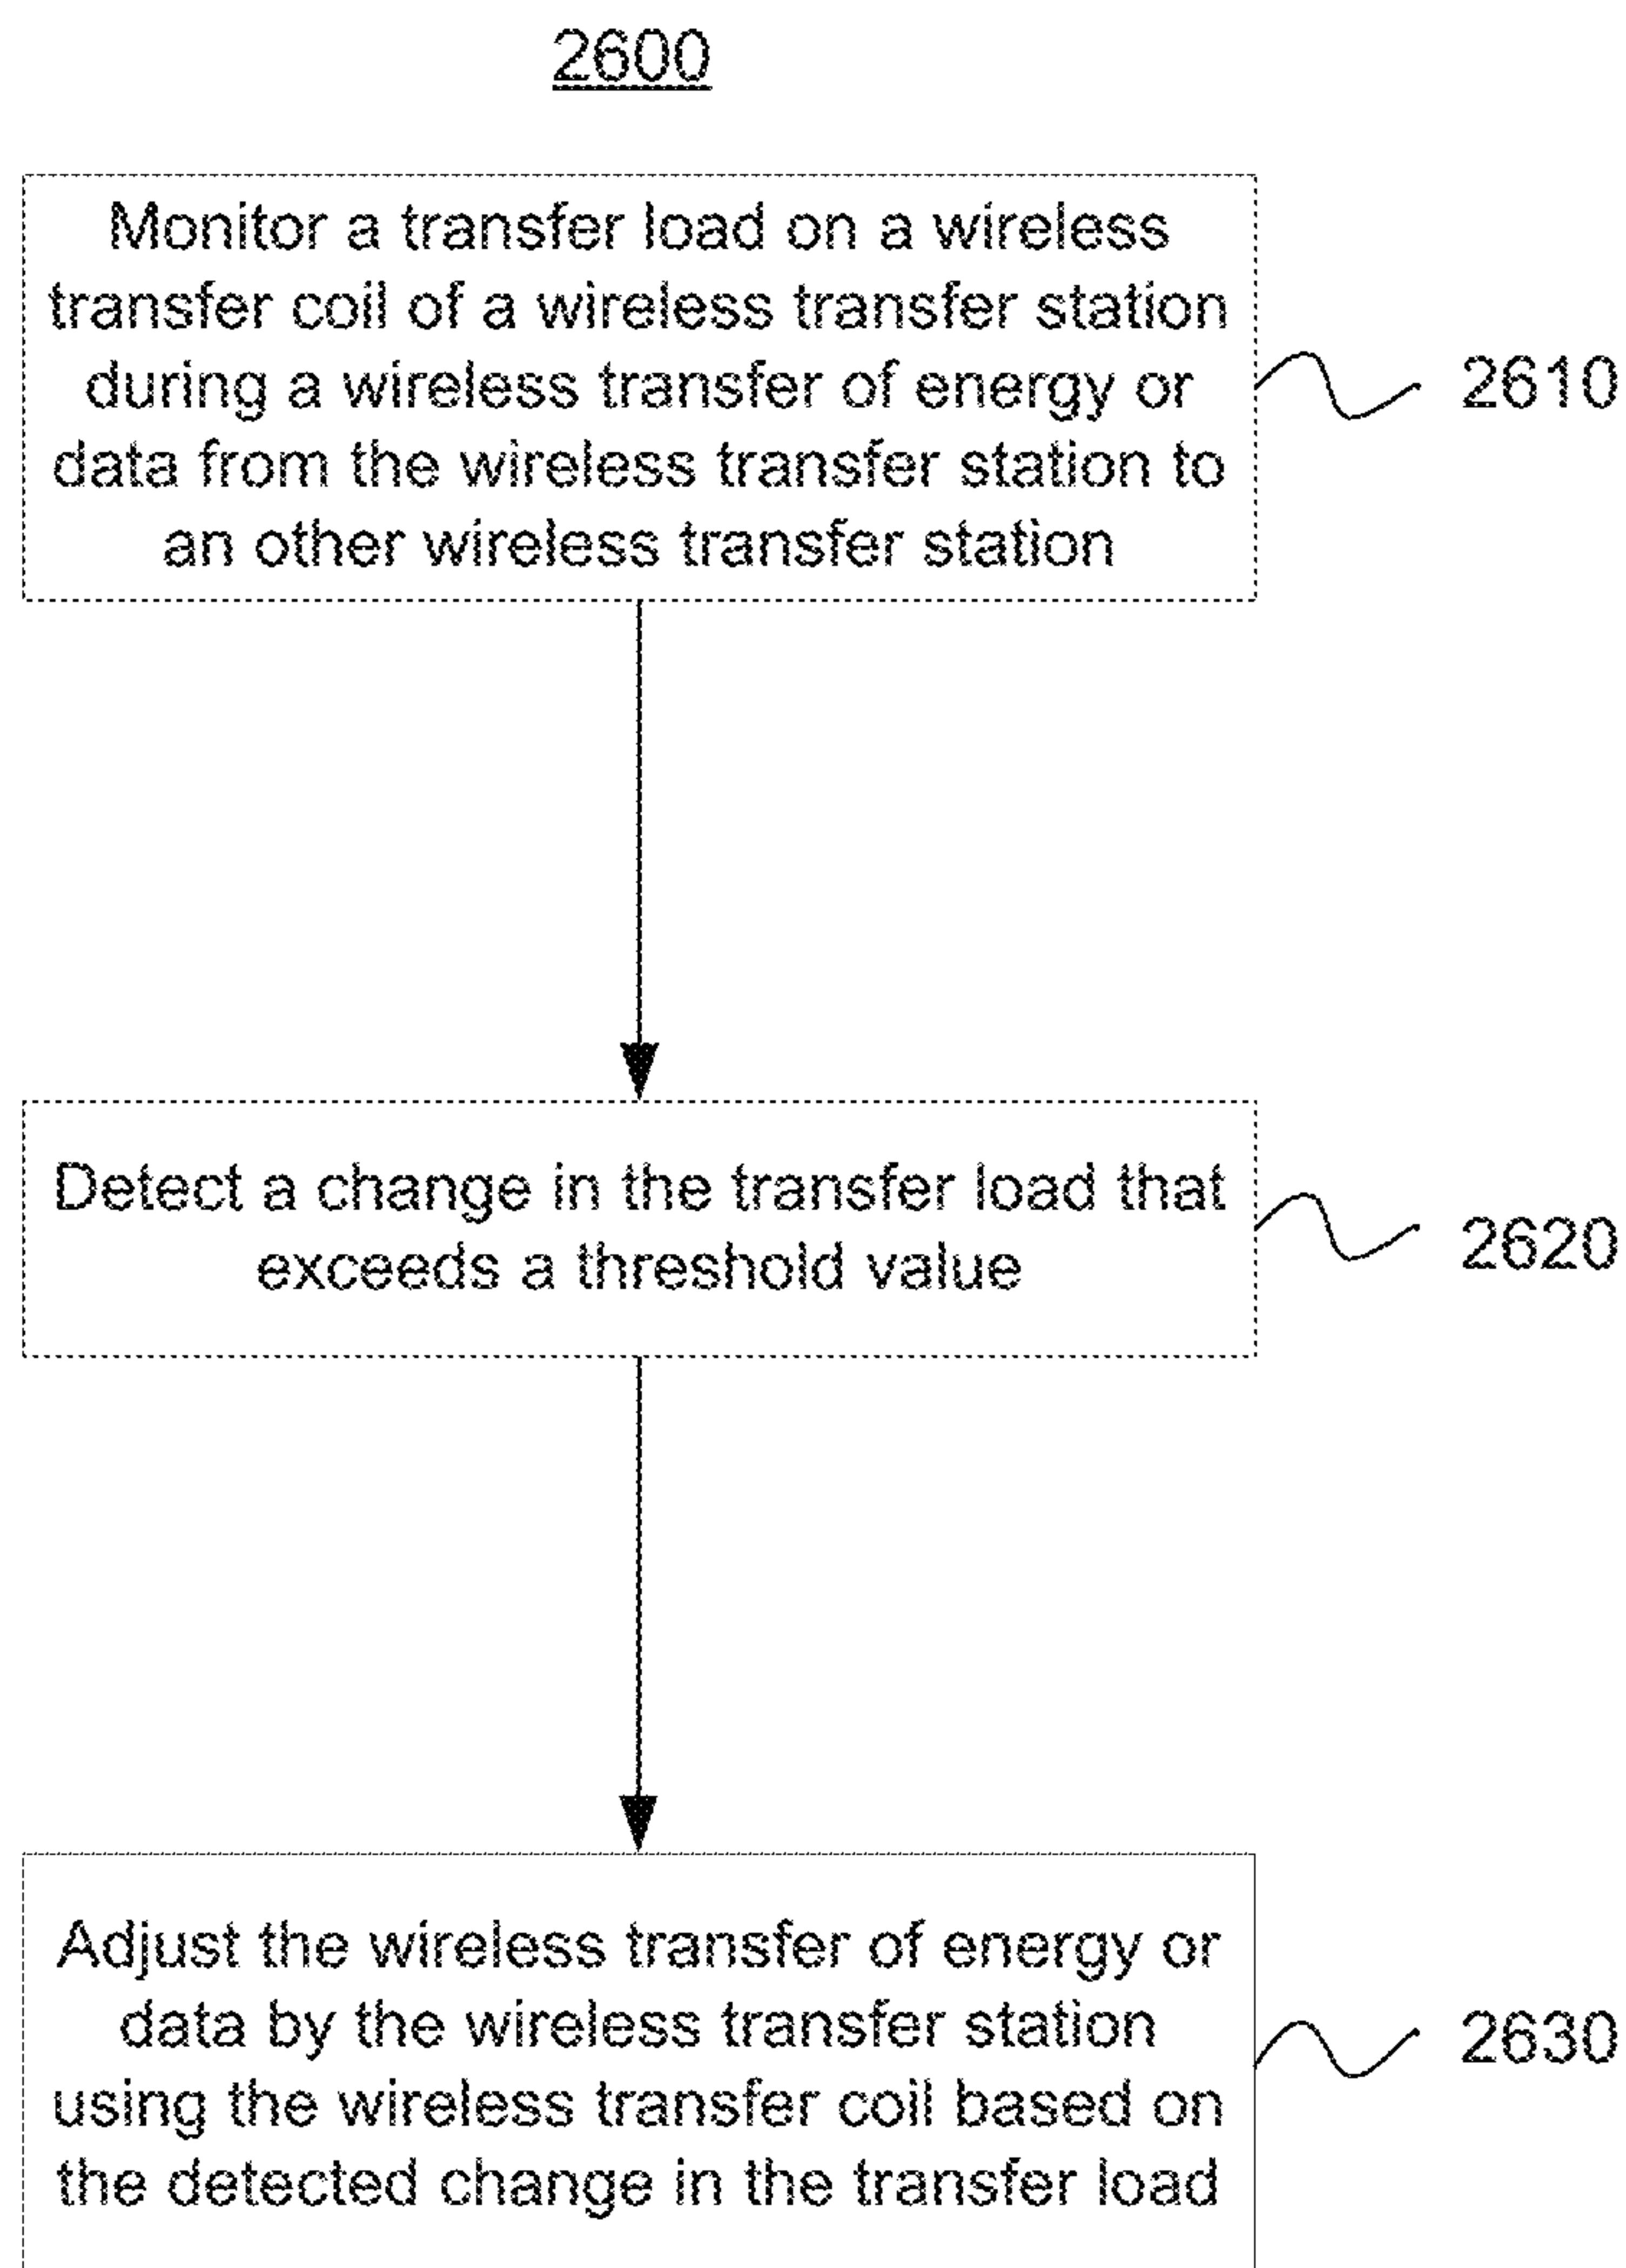 2600
Monitor a transfer load on a wireless
transfer coil of a wireless transfer station
during a wireless transfer of energy or
data from the wireless transfer station to
an other wireless transfer station
2610
Detect a change in the transfer load that
exceeds a threshold value
2620
Adjust the wireless transfer of energy or
data by the wireless transfer station
using the wireless transfer coil based on
the detected change in the transfer load
2630